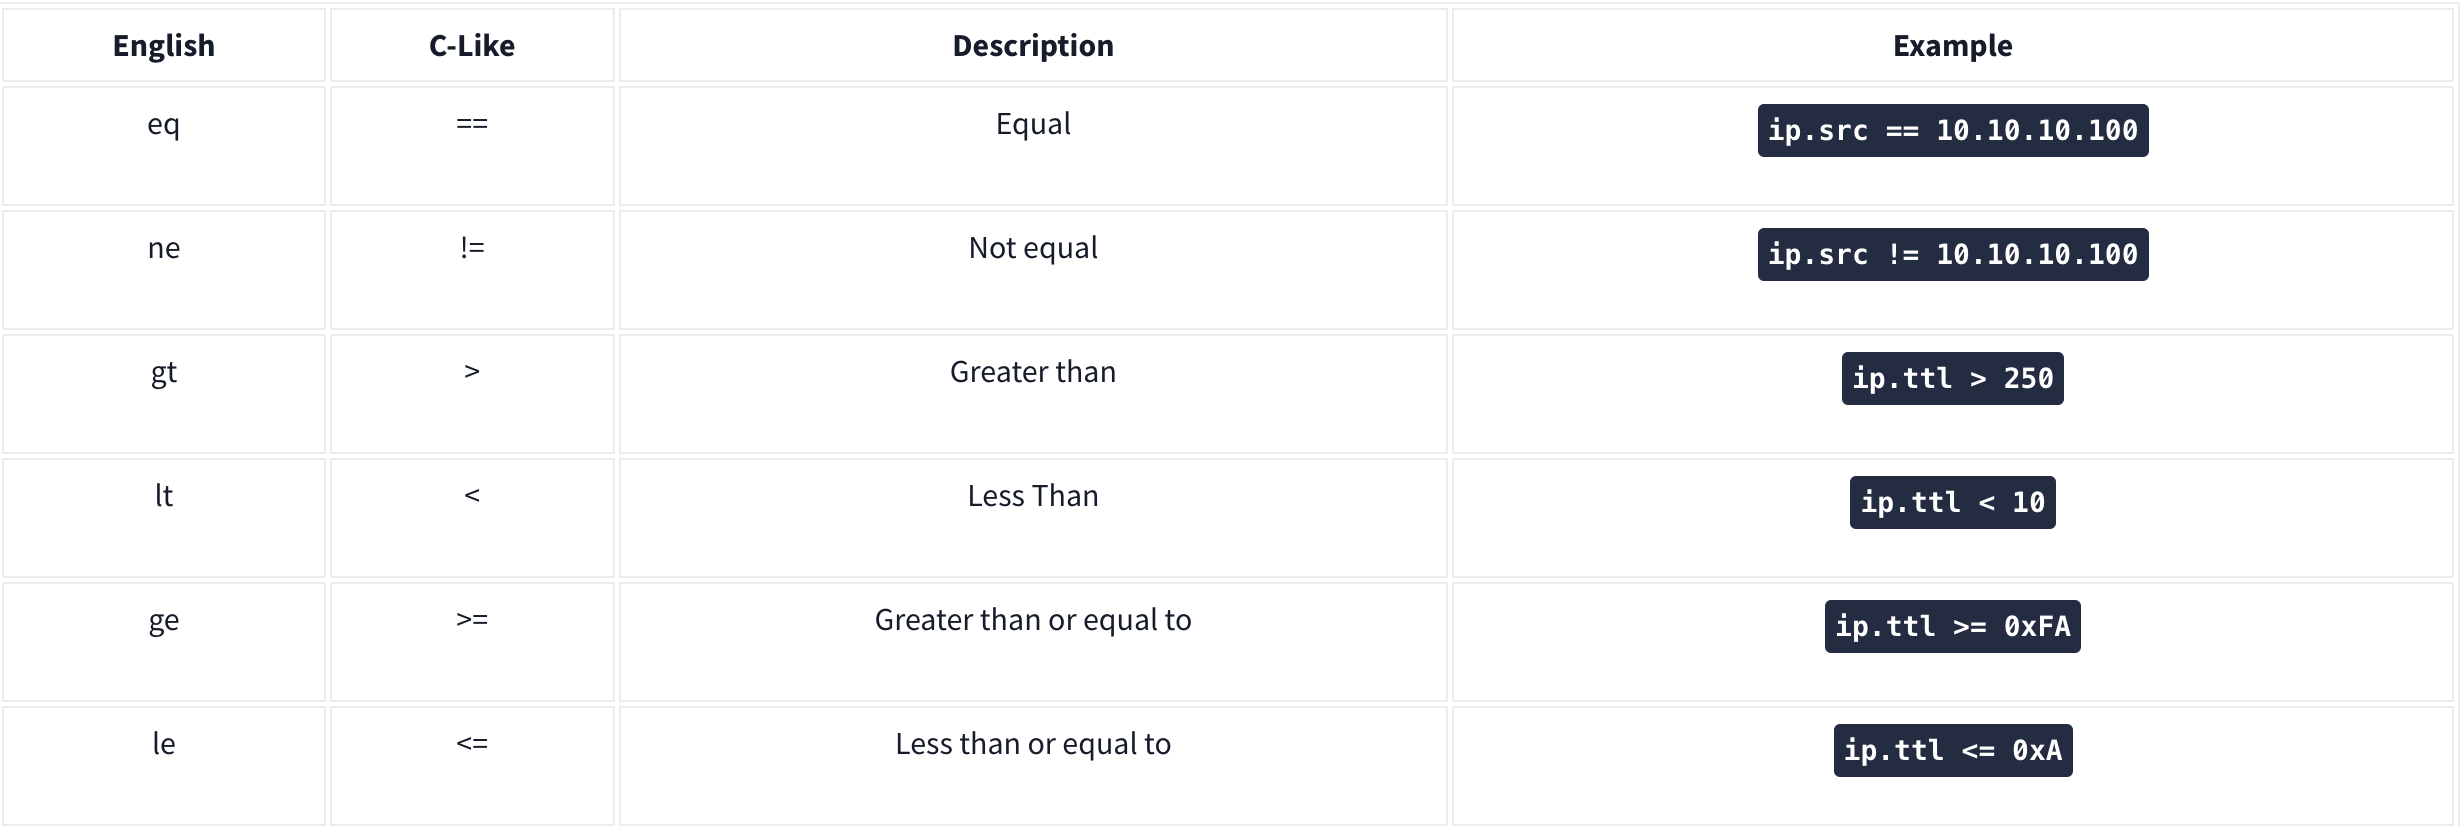 English C-Like Description Example
eq == Equal ip.src == 10.10.10.100
ne != Not equal ip.src != 10.10.10.100
gt > Greater than ip.ttl > 250
lt < Less Than ip.ttl < 10
ge >= Greater than or equal to ip.ttl >= 0xFA
le <= Less than or equal to ip.ttl <= 0xA